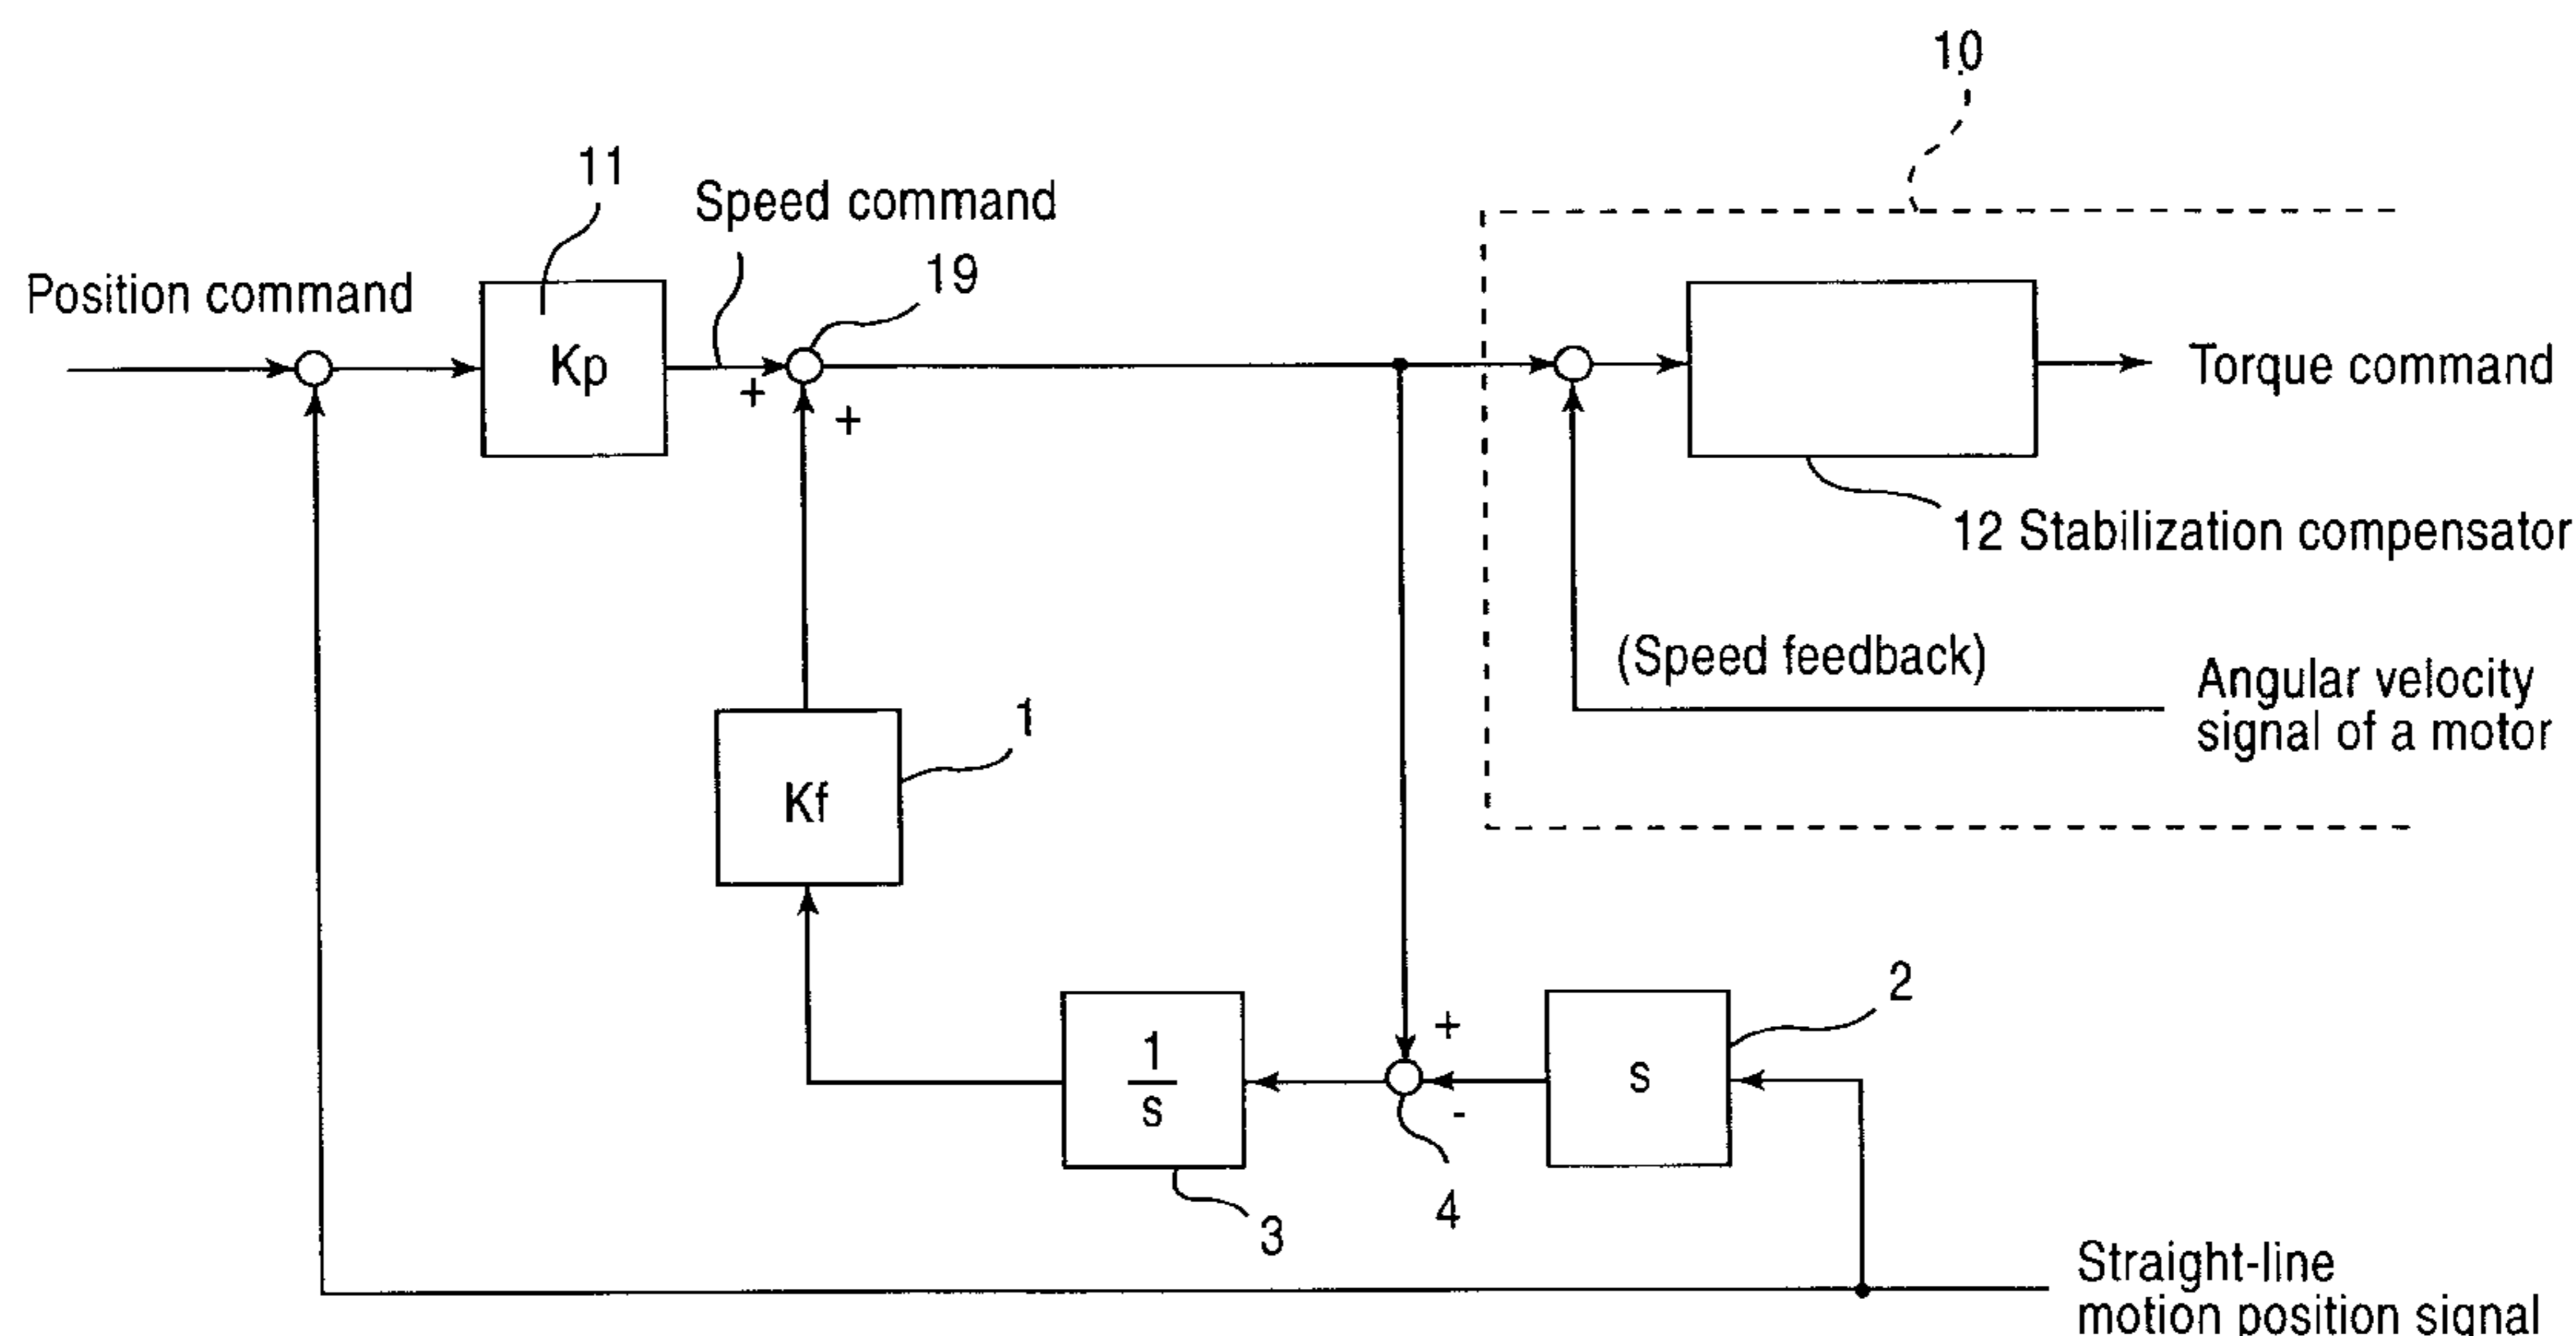 10
11
Speed command
19
Position command
Kp
+
+
Torque command
12 Stabilization compensator
(Speed feedback)
Angular velocity
signal of a motor
1
Kf
2
+
1
s
s
-
4
3
Straight-line
motion position signal